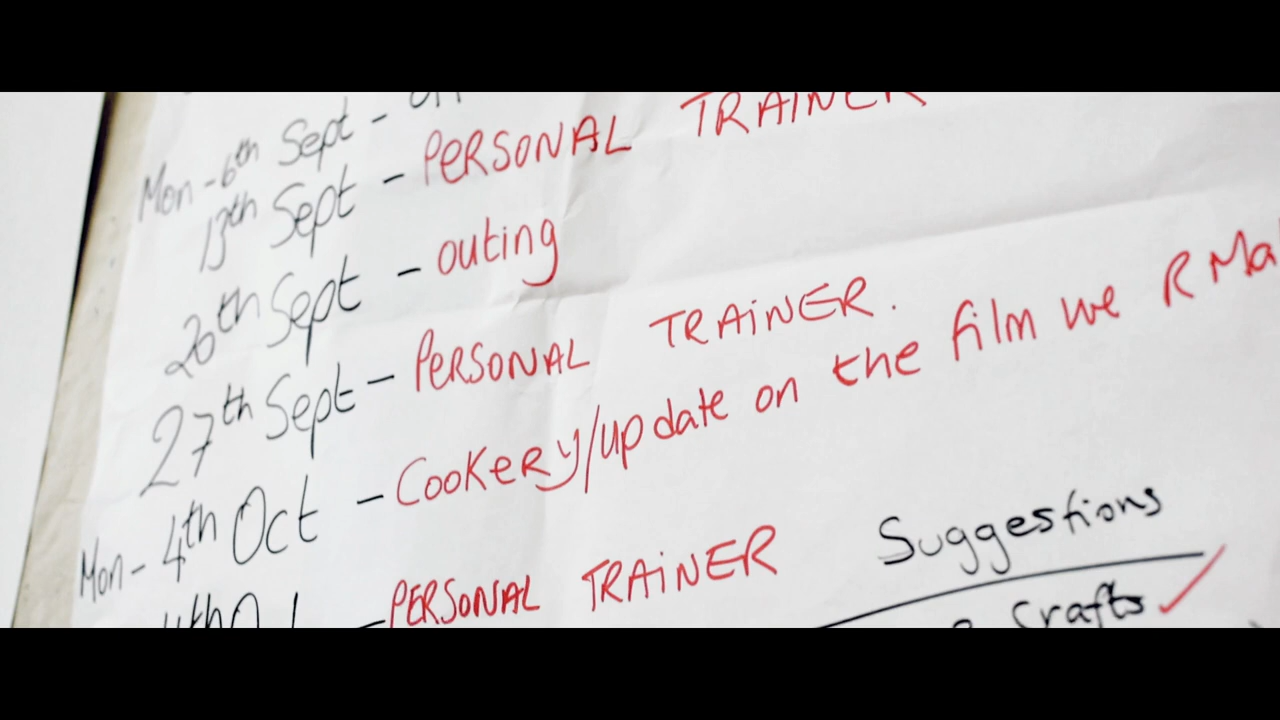 Mon - 6th Sept -
13th Sept - PERSONAL TRAINER
20th Sept - outing
27th Sept - PERSONAL TRAINER.
Mon - 4th Oct - Cookery/update on the film we R Ma
- PERSONAL TRAINER
Suggestions
Crafts